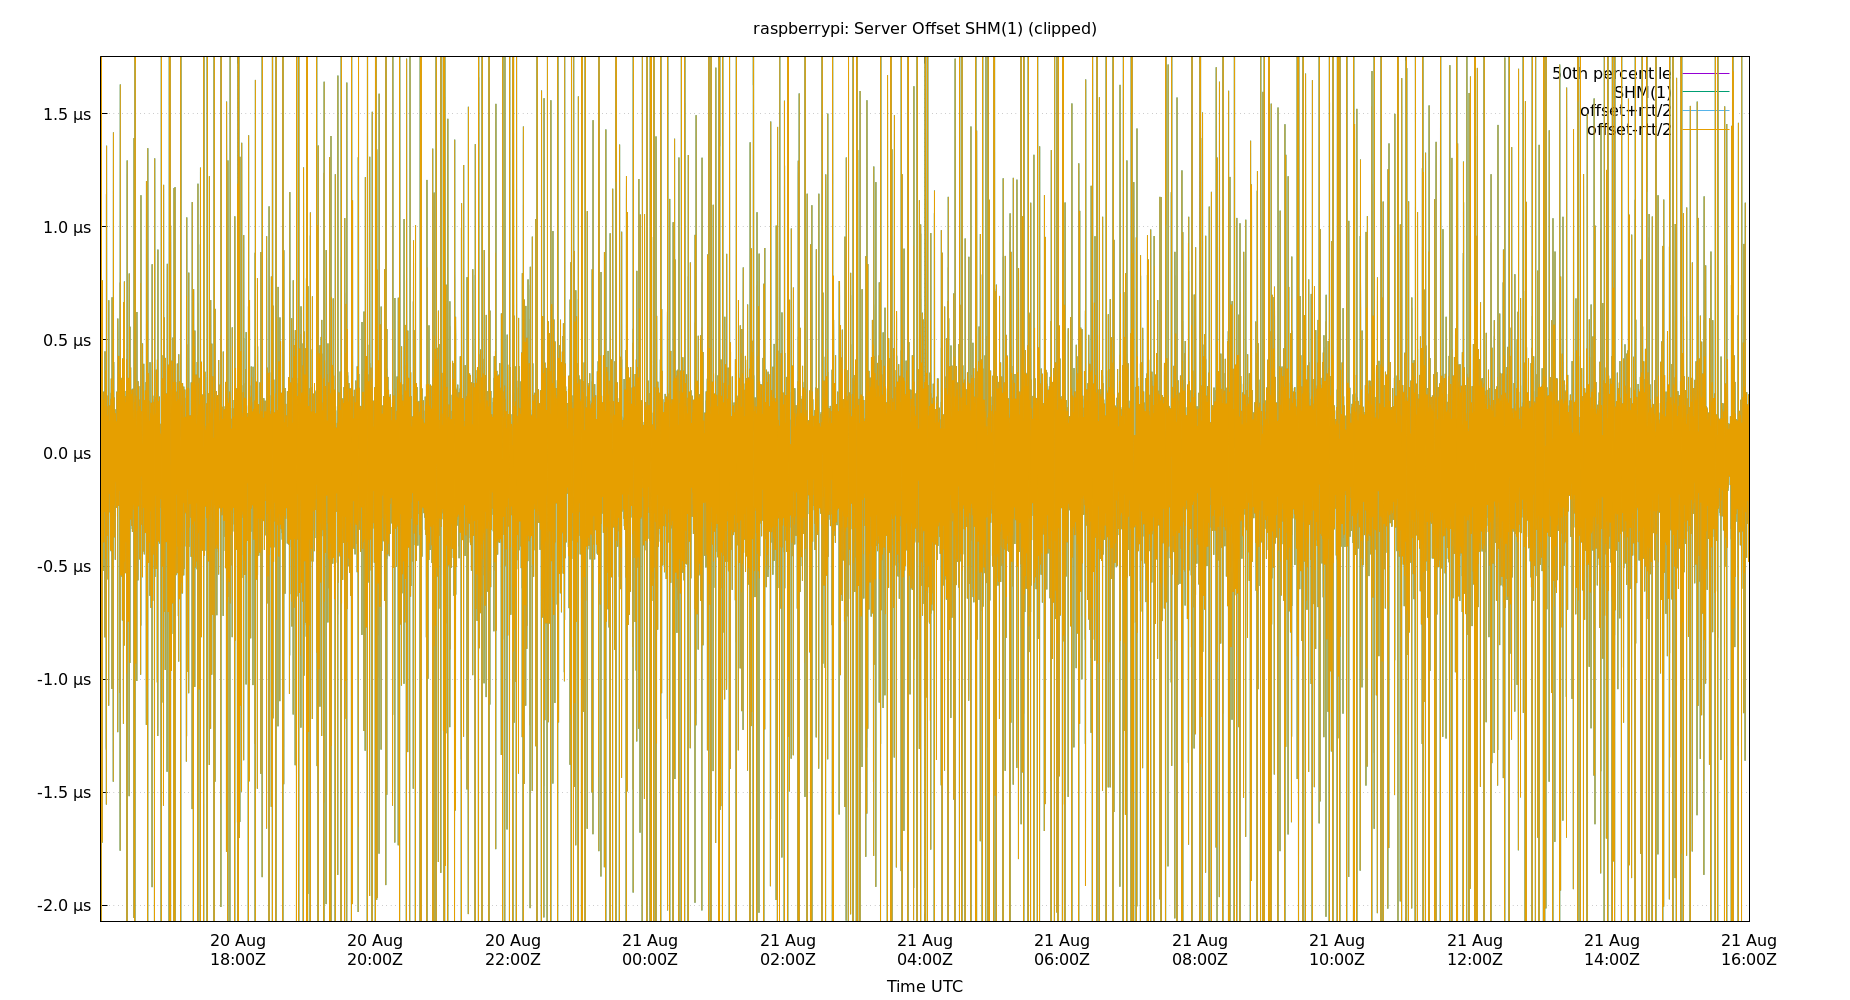 raspberrypi: Server Offset SHM(1) (clipped)
50th percentile
SHM(1)
offset+rtt/2
offset-rtt/2
1.5 µs
1.0 µs
0.5 µs
0.0 µs
-0.5 µs
-1.0 µs
-1.5 µs
-2.0 µs
20 Aug 20 Aug 20 Aug 21 Aug 21 Aug 21 Aug 21 Aug 21 Aug 21 Aug 21 Aug 21 Aug 21 Aug
18:00Z 20:00Z 22:00Z 00:00Z 02:00Z 04:00Z 06:00Z 08:00Z 10:00Z 12:00Z 14:00Z 16:00Z
Time UTC